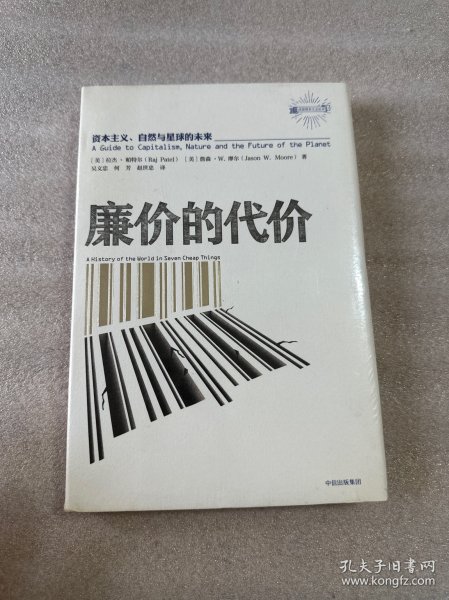 资本主义、自然与星球的未来
A Guide to Capitalism, Nature and the Future of the Planet
[英] 拉杰·帕特尔 (Raj Patel) [美] 詹森·W. 摩尔 (Jason W. Moore) 著
吴文忠 何芳 赵世忠 译
廉价的代价
A History of the World in Seven Cheap Things
中信出版集团
孔夫子旧书网
www.kongfz.com